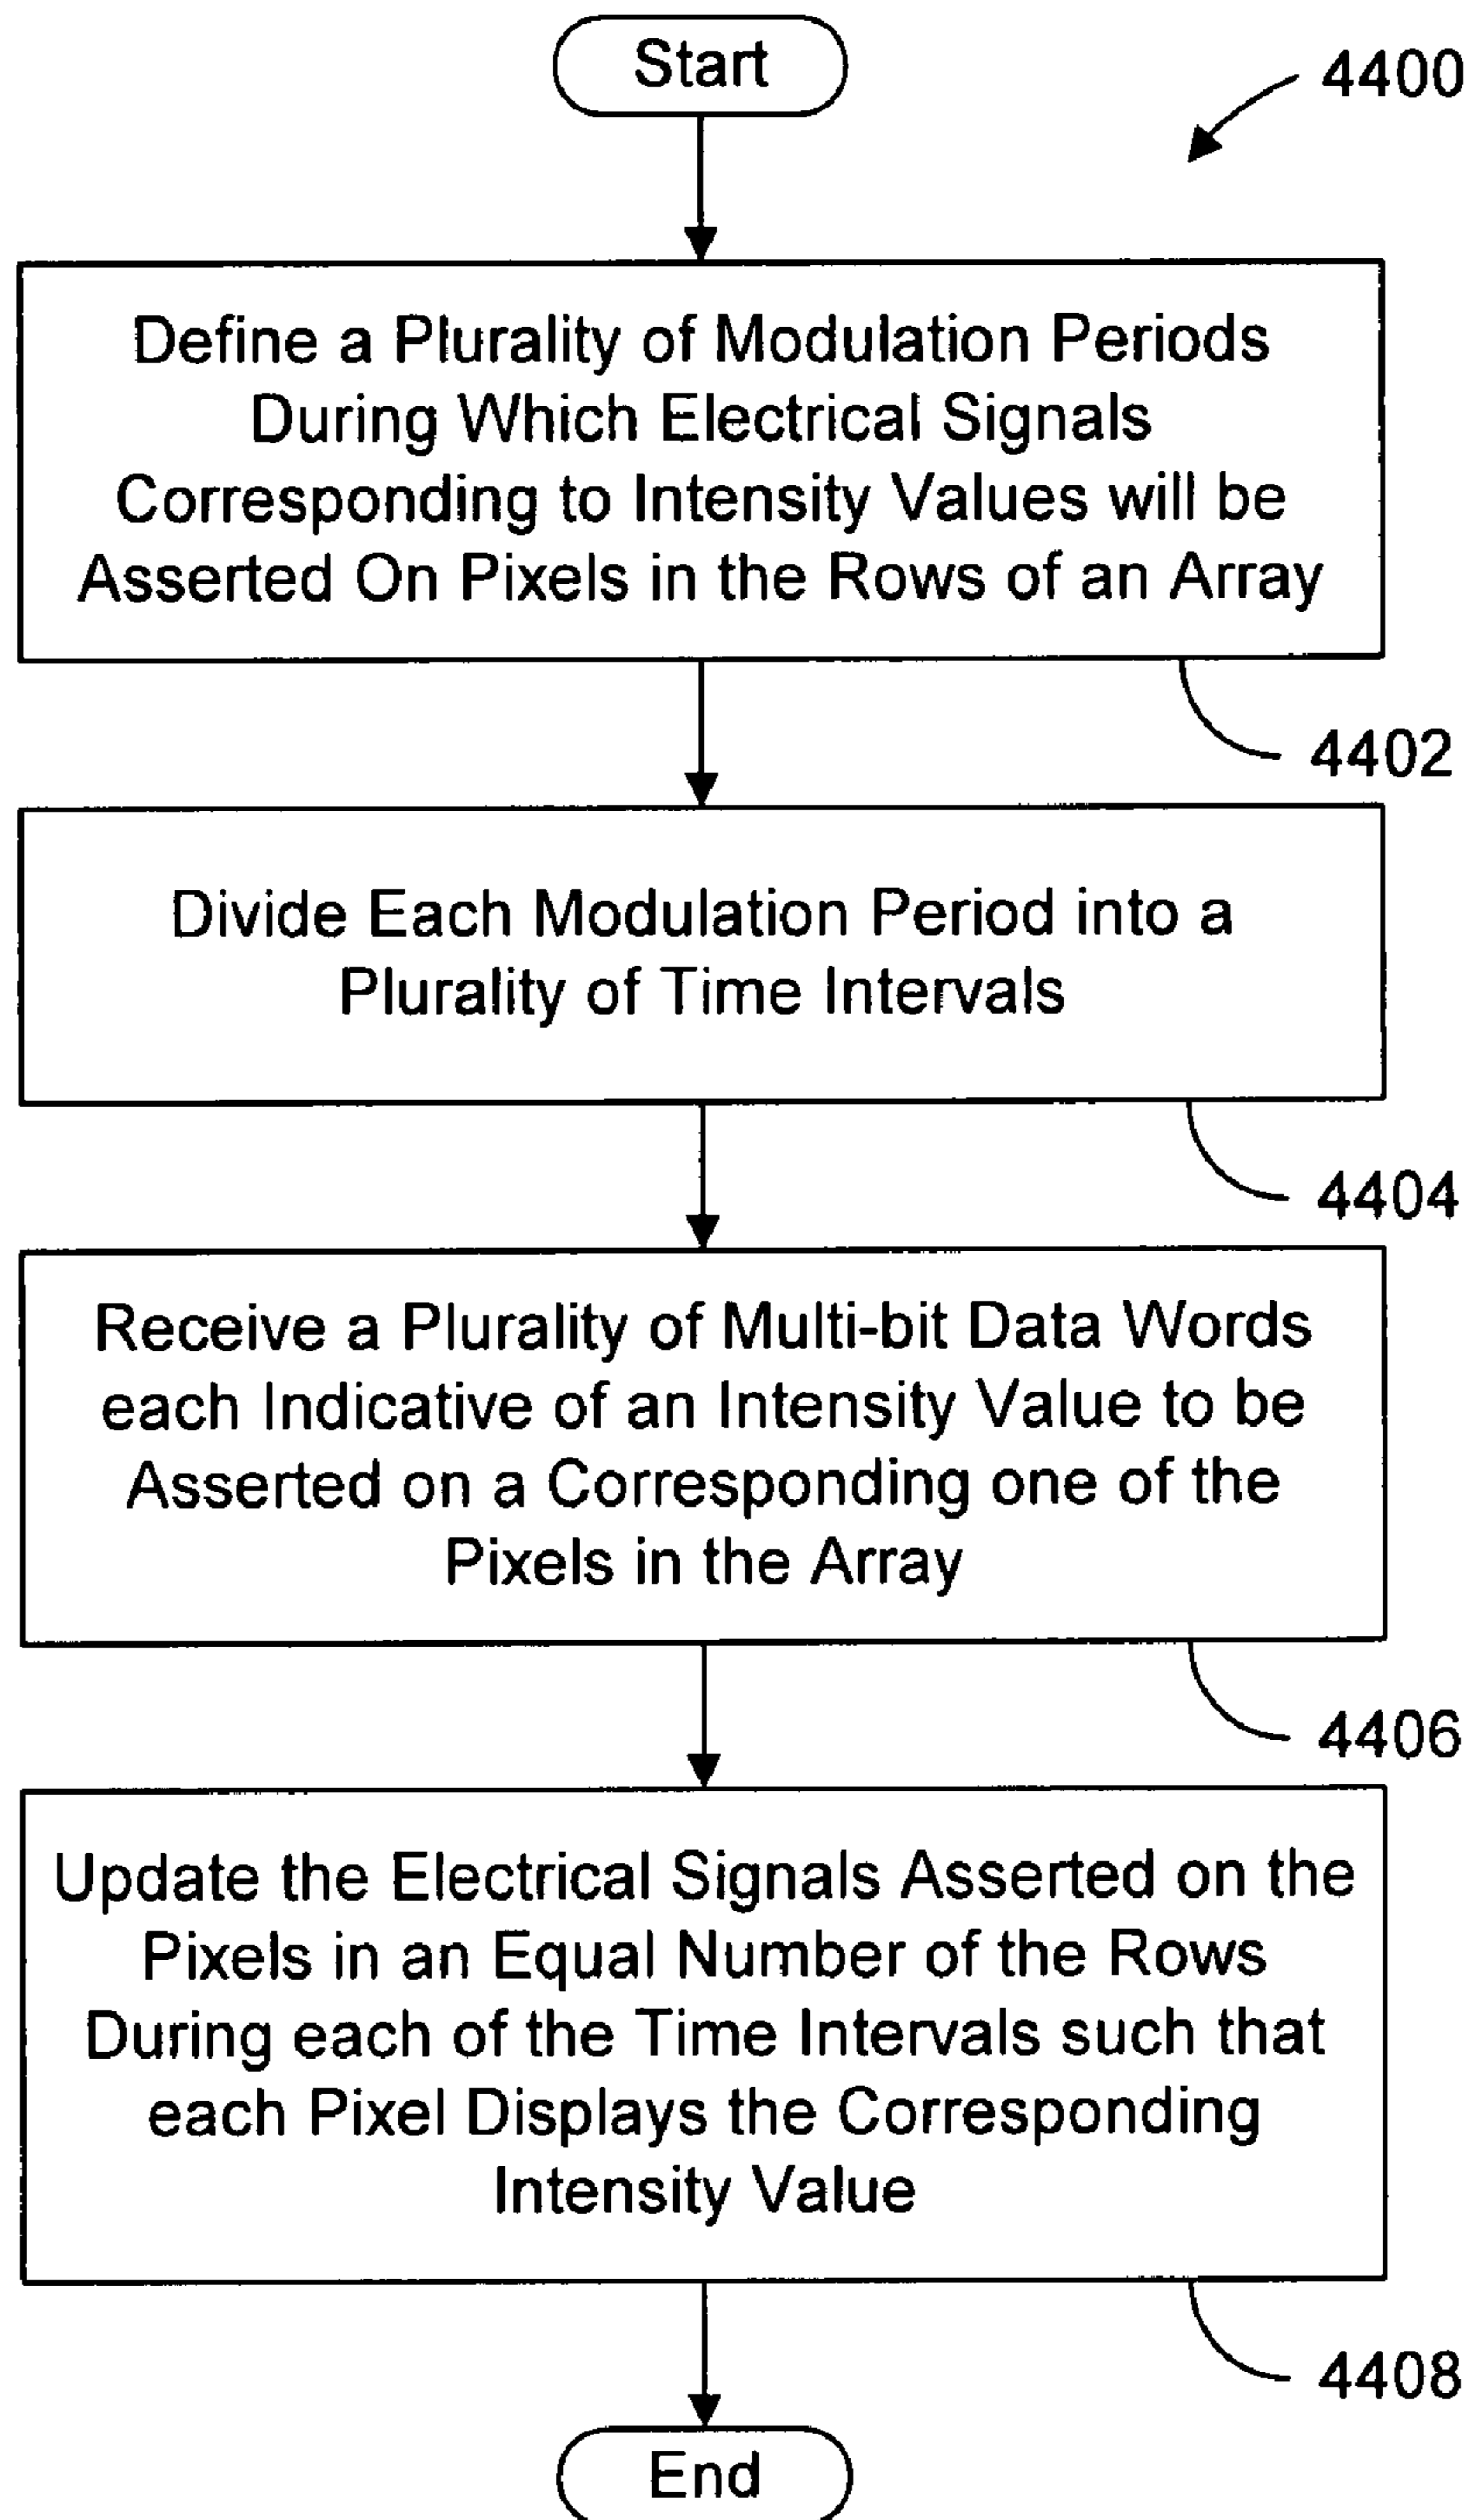 Start
4400
Define a Plurality of Modulation Periods
During Which Electrical Signals
Corresponding to Intensity Values will be
Asserted On Pixels in the Rows of an Array
4402
Divide Each Modulation Period into a
Plurality of Time Intervals
4404
Receive a Plurality of Multi-bit Data Words
each Indicative of an Intensity Value to be
Asserted on a Corresponding one of the
Pixels in the Array
4406
Update the Electrical Signals Asserted on the
Pixels in an Equal Number of the Rows
During each of the Time Intervals such that
each Pixel Displays the Corresponding
Intensity Value
4408
End